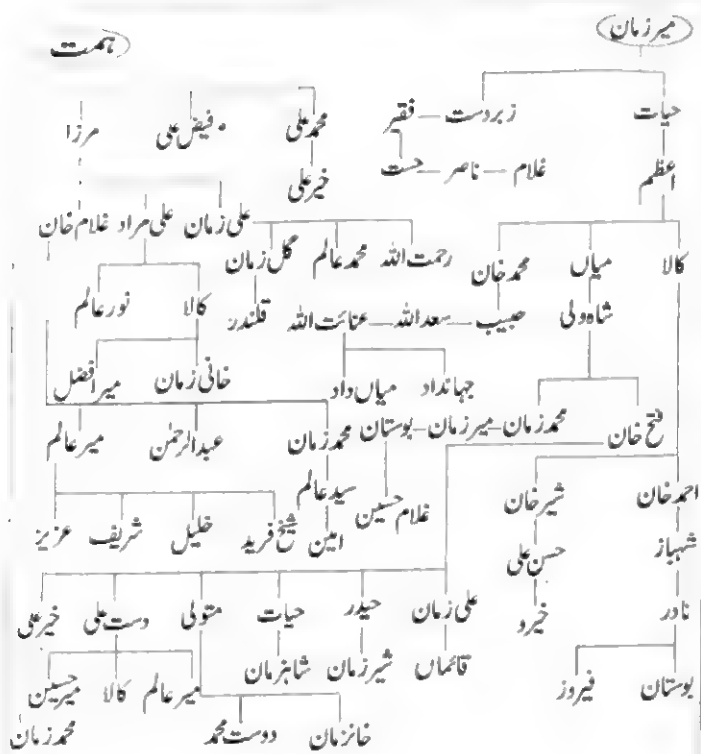 میرزمان ہمت
حیات زبردست – فقیر محمد علی فیض علی مرزا
اعظم غلام – ناصر – حست خیر علی
کالا میاں محمد خان رحمت اللہ محمد عالم گل زمان علی زمان علی مراد غلام خان
شاہ ولی حبیب – سعد اللہ – عنائت اللہ قلندر کالا نور عالم
جہانداد میاں داد خانی زمان میر افضل
فتح خان محمد زمان – میر زمان – بوستان محمد زمان عبدالرحمٰن میر عالم
احمد خان شیر خان غلام حسین سید عالم
شہباز حسن علی امین شیخ فرید خلیل شریف عزیز
نادر خیرو علی زمان حیدر حیات متولی دست علی خیر علی
بوستان فیروز قائماں شیر زمان شاہزمان میر عالم کالا میر حسین
خانزمان دوست محمد محمد زمان